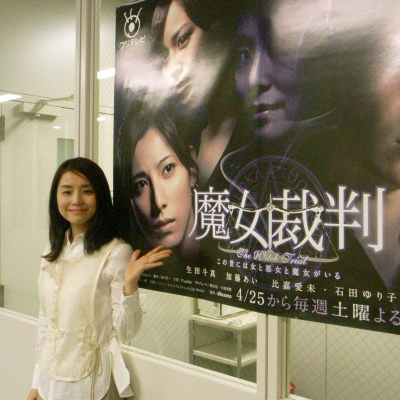 フジテレビ
魔女裁判
The Witch Trial
この世には女と悪女と魔女がいる
生田斗真 加藤あい 比嘉愛未・石田ゆり子
4/25から毎週土曜よる